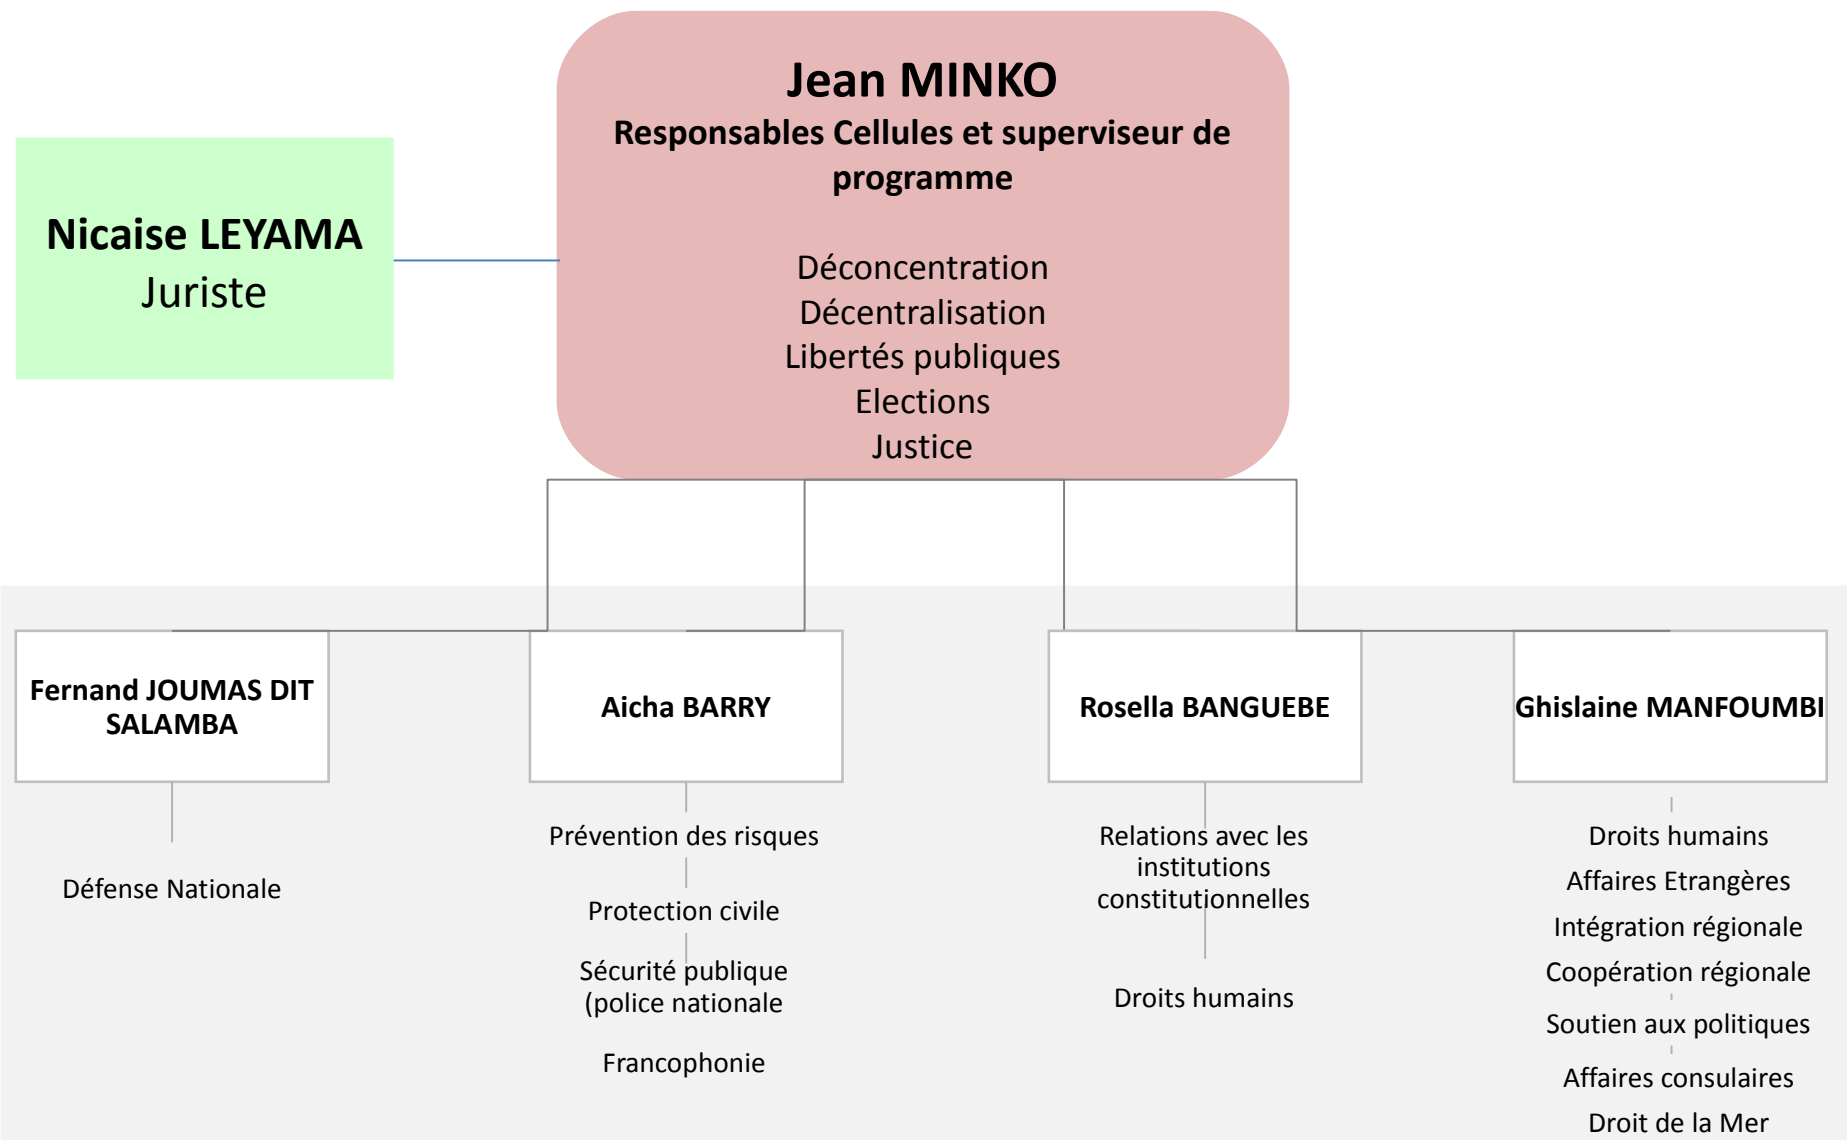 Jean MINKO
Responsables Cellules et superviseur de
programme
Déconcentration
Décentralisation
Libertés publiques
Elections
Justice
Nicaise LEYAMA
Juriste
Fernand JOUMAS DIT
SALAMBA
Défense Nationale
Aicha BARRY
Prévention des risques
Protection civile
Sécurité publique
(police nationale
Francophonie
Rosella BANGUEBE
Relations avec les
institutions
constitutionnelles
Droits humains
Ghislaine MANFOUMBI
Droits humains
Affaires Etrangères
Intégration régionale
Coopération régionale
Soutien aux politiques
Affaires consulaires
Droit de la Mer